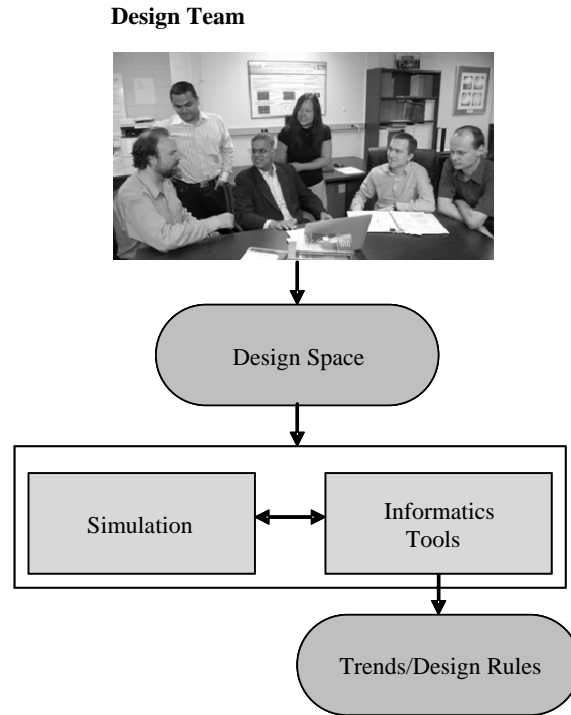 Design Team
Design Space
Simulation
Informatics
Tools
Trends/Design Rules